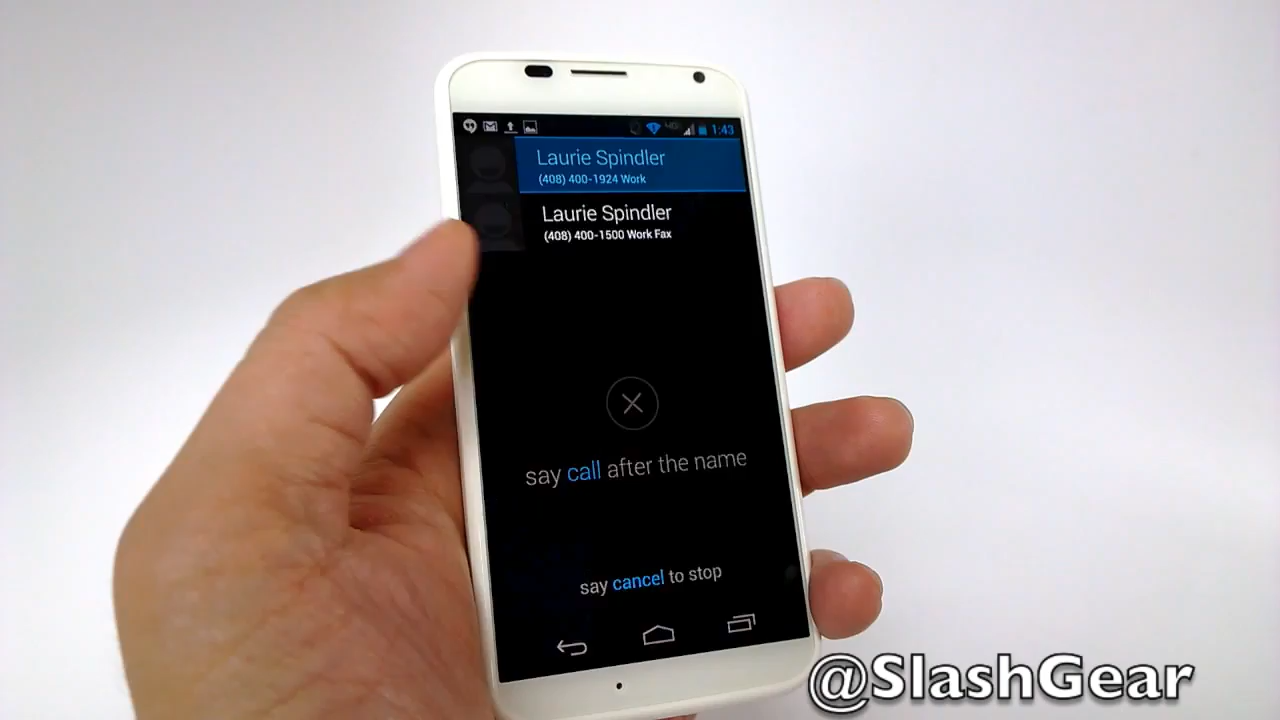 1:43
Laurie Spindler
(408) 400-1924 Work
Laurie Spindler
(408) 400-1500 Work Fax
say call after the name
say cancel to stop
@SlashGear